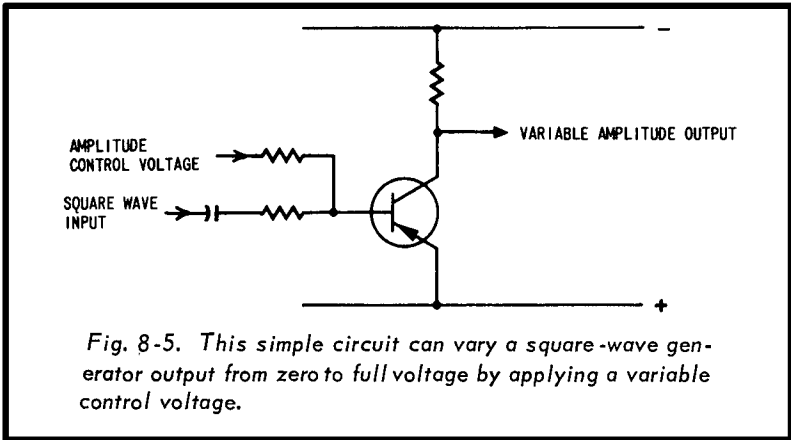 −
AMPLITUDE
CONTROL VOLTAGE
VARIABLE AMPLITUDE OUTPUT
SQUARE WAVE
INPUT
+
Fig. 8-5. This simple circuit can vary a square-wave gen-
erator output from zero to full voltage by applying a variable
control voltage.